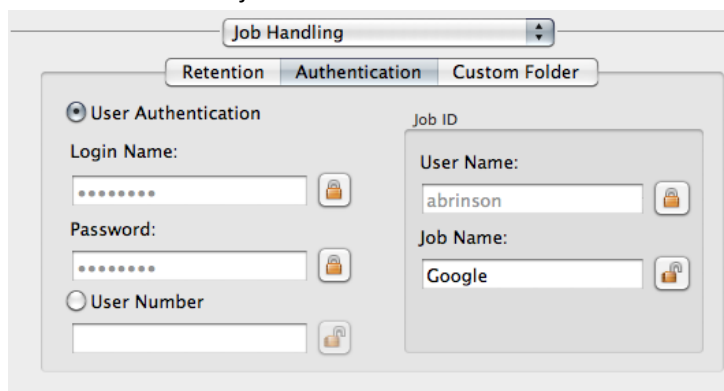 Job Handling
Retention Authentication Custom Folder
User Authentication
Login Name:
••••••••
Password:
••••••••
User Number
Job ID
User Name:
abrinson
Job Name:
Google